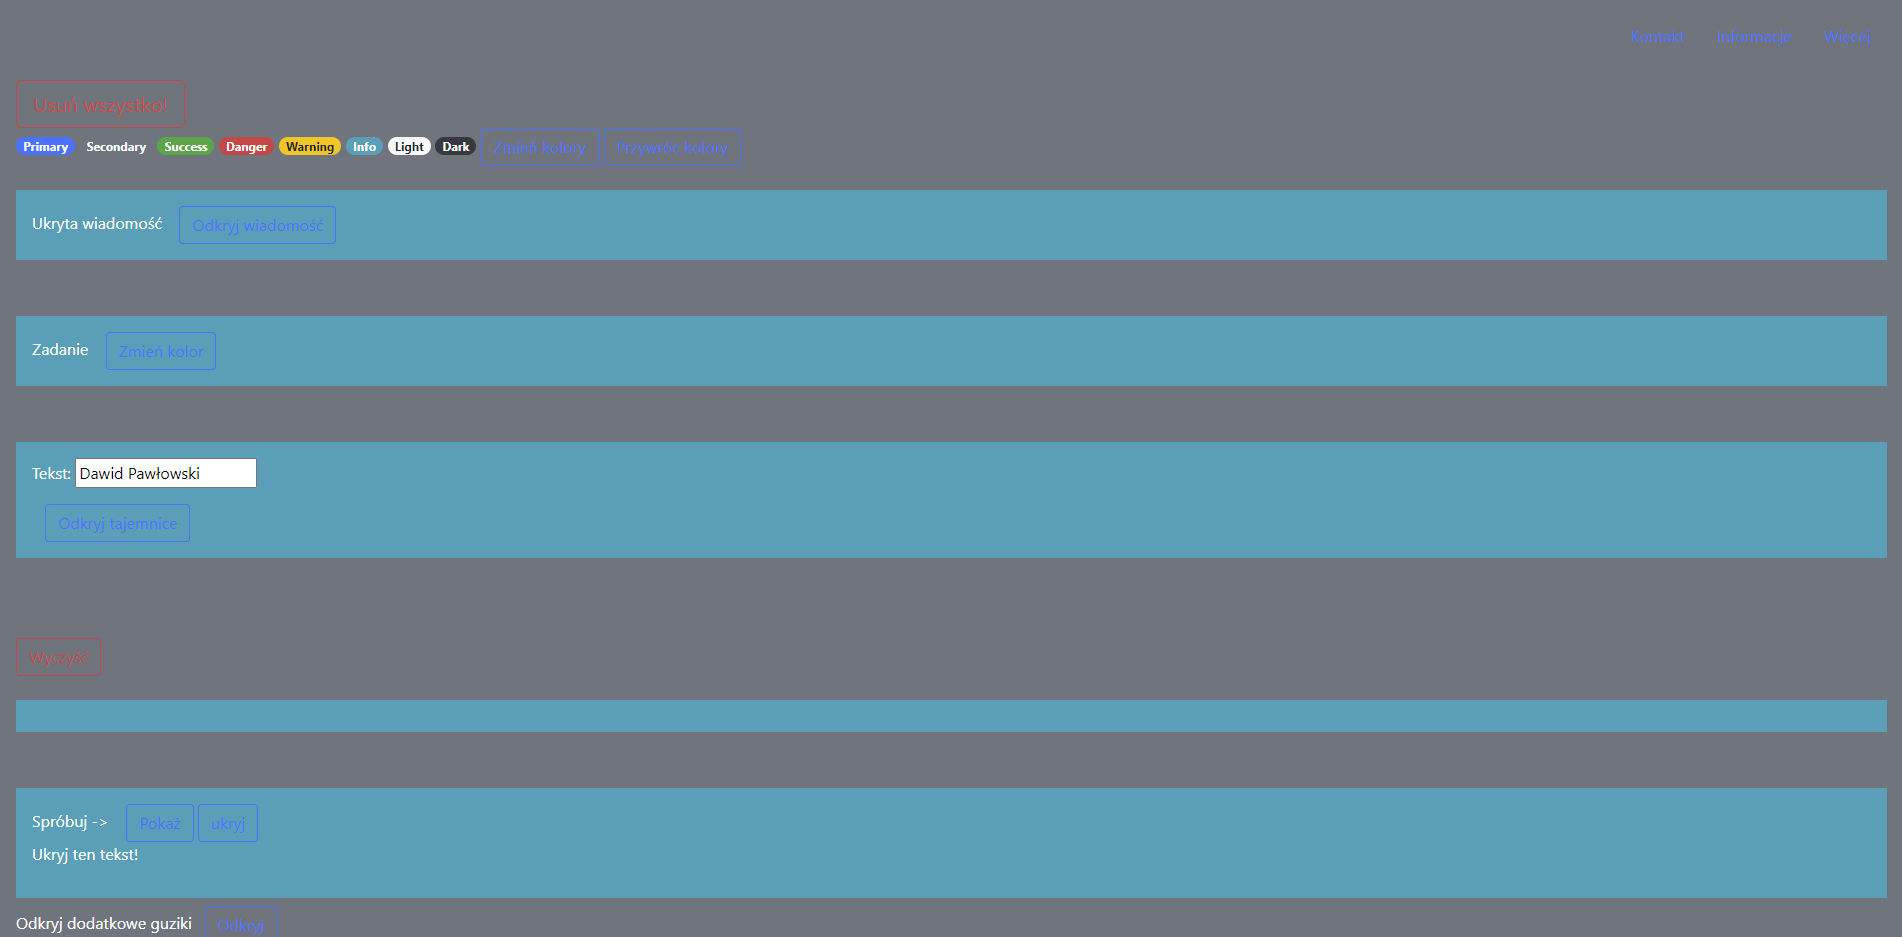 Kontakt Informacje Więcej
Usuń wszystko!
Primary Secondary Success Danger Warning Info Light Dark Zmień kolory Przywróć kolory
Ukryta wiadomość Odkryj wiadomość
Zadanie Zmień kolor
Tekst: Dawid Pawłowski
Odkryj tajemnice
Wyczyść
Spróbuj -> Pokaż ukryj
Ukryj ten tekst!
Odkryj dodatkowe guziki Odkryj